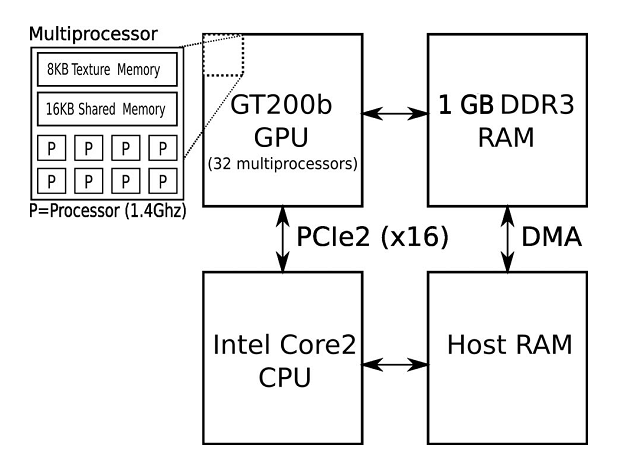 Multiprocessor
8KB Texture Memory
16KB Shared Memory
P P P P
P P P P
P=Processor (1.4Ghz)
GT200b
GPU
(32 multiprocessors)
1 GB DDR3
RAM
PCIe2 (x16)
DMA
Intel Core2
CPU
Host RAM